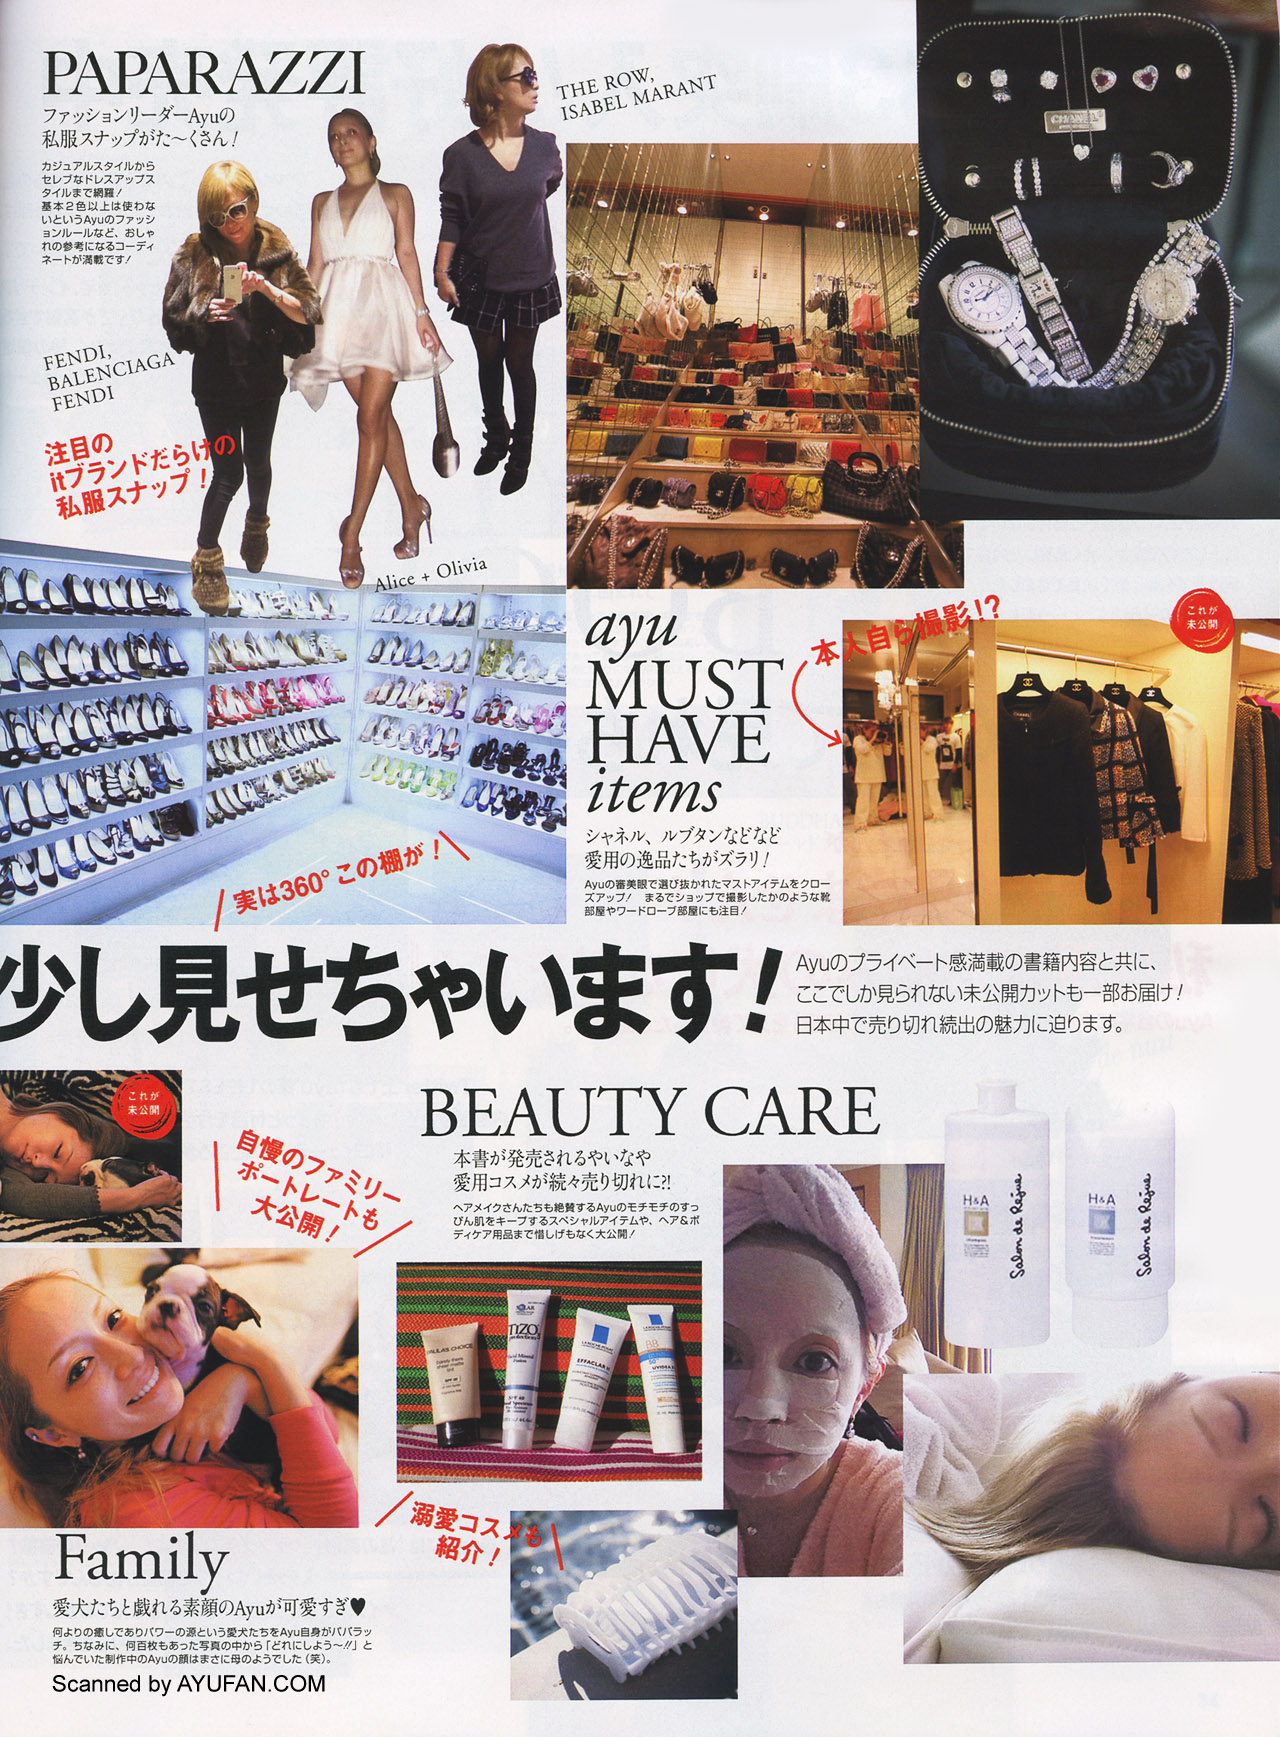 PAPARAZZI
ファッションリーダーAyuの
私服スナップがた〜くさん!
カジュアルスタイルから
セレブなドレスアップス
タイルまで網羅!
基本2色以上は使わな
いというAyuのファッシ
ョンルールなど、おしゃ
れの参考になるコーディ
ネートが満載です!
THE ROW,
ISABEL MARANT
FENDI,
BALENCIAGA
FENDI
注目の
itブランドだらけの
私服スナップ!
Alice + Olivia
CHANEL
ayu
MUST
HAVE
items
シャネル、ルブタンなどなど
愛用の逸品たちがズラリ!
Ayuの審美眼で選び抜かれたマストアイテムをクロー
ズアップ! まるでショップで撮影したかのような靴
部屋やワードローブ部屋にも注目!
本人自ら撮影!?
これが
未公開
実は360°この棚が!
少し見せちゃいます!
Ayuのプライベート感満載の書籍内容と共に、
ここでしか見られない未公開カットも一部お届け!
日本中で売り切れ続出の魅力に迫ります。
これが
未公開
自慢のファミリー
ポートレートも
大公開!
BEAUTY CARE
本書が発売されるやいなや
愛用コスメが続々売り切れに?!
ヘアメイクさんたちも絶賛するAyuのモチモチのすっ
ぴん肌をキープするスペシャルアイテムや、ヘア&ボ
ディケア用品まで惜しげもなく大公開!
H&A
Salon de Réjue
H&A
Salon de Réjue
PAULA'S CHOICE
SPF 30
SOLAR
SPF 40
LA ROCHE-POSAY
EFFACLAR H
LA ROCHE-POSAY
BB
50
溺愛コスメも
紹介!
Family
愛犬たちと戯れる素顔のAyuが可愛すぎ♥
何よりの癒しでありパワーの源という愛犬たちをAyu自身がパパラッ
チ。ちなみに、何百枚もあった写真の中から「どれにしよう〜!!」と
悩んでいた制作中のAyuの顔はまさに母のようでした(笑)。
Scanned by AYUFAN.COM